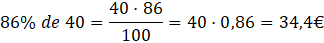 86% de 40 = 40 · 86 / 100 = 40 · 0,86 = 34,4€